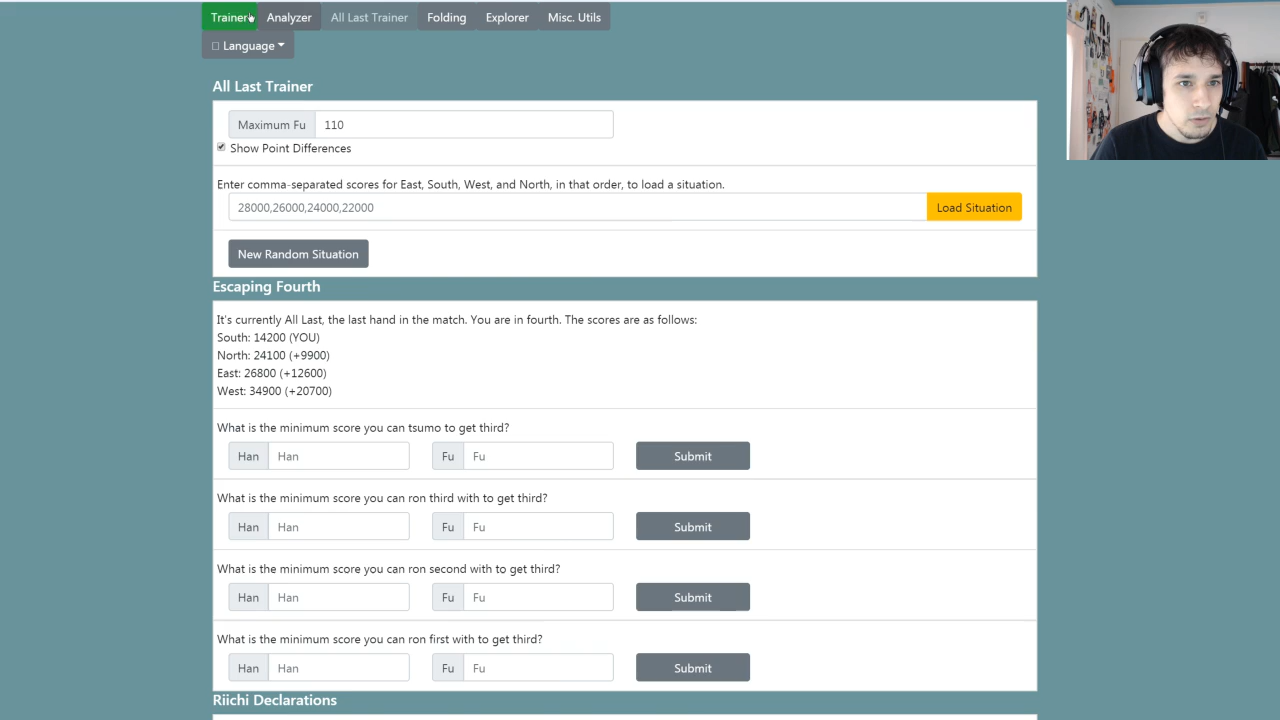 Trainer Analyzer All Last Trainer Folding Explorer Misc. Utils
Language
All Last Trainer
Maximum Fu 110
Show Point Differences
Enter comma-separated scores for East, South, West, and North, in that order, to load a situation.
28000,26000,24000,22000 Load Situation
New Random Situation
Escaping Fourth
It's currently All Last, the last hand in the match. You are in fourth. The scores are as follows:
South: 14200 (YOU)
North: 24100 (+9900)
East: 26800 (+12600)
West: 34900 (+20700)
What is the minimum score you can tsumo to get third?
Han Han Fu Fu Submit
What is the minimum score you can ron third with to get third?
Han Han Fu Fu Submit
What is the minimum score you can ron second with to get third?
Han Han Fu Fu Submit
What is the minimum score you can ron first with to get third?
Han Han Fu Fu Submit
Riichi Declarations